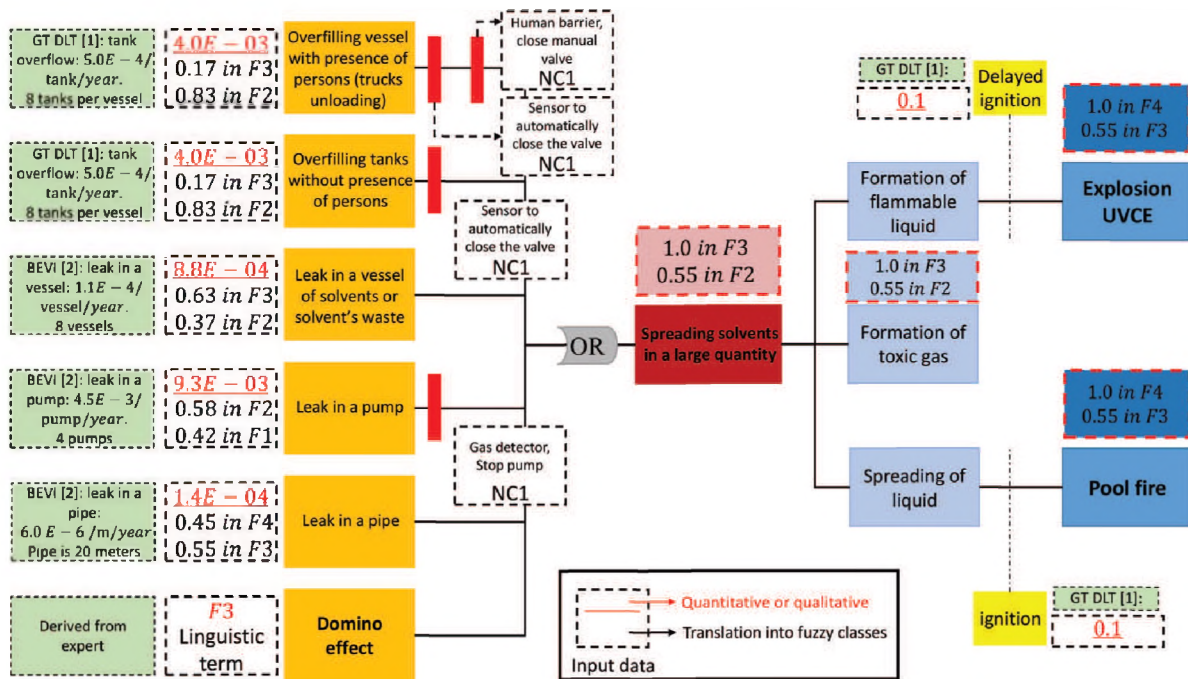 GT DLT [1]: tank
overflow: 5.0E − 4/
tank/year.
8 tanks per vessel
4.0E − 03
0.17 in F3
0.83 in F2
Overfilling vessel
with presence of
persons (trucks
unloading)
Human barrier,
close manual
valve
NC1
Sensor to
automatically
close the valve
NC1
GT DLT [1]: tank
overflow: 5.0E − 4/
tank/year.
8 tanks per vessel
4.0E − 03
0.17 in F3
0.83 in F2
Overfilling tanks
without presence
of persons
Sensor to
automatically
close the valve
NC1
BEVi [2]: leak in a
vessel: 1.1E − 4/
vessel/year.
8 vessels
8.8E − 04
0.63 in F3
0.37 in F2
Leak in a vessel
of solvents or
solvent's waste
BEVi [2]: leak in a
pump: 4.5E − 3/
pump/year.
4 pumps
9.3E − 03
0.58 in F2
0.42 in F1
Leak in a pump
Gas detector,
Stop pump
NC1
BEVi [2]: leak in a
pipe:
6.0 E − 6 /m/year
Pipe is 20 meters
1.4E − 04
0.45 in F4
0.55 in F3
Leak in a pipe
Derived from
expert
F3
Linguistic
term
Domino
effect
OR
1.0 in F3
0.55 in F2
Spreading solvents
in a large quantity
GT DLT [1]:
0.1
Delayed
ignition
1.0 in F4
0.55 in F3
Formation of
flammable
liquid
Explosion
UVCE
1.0 in F3
0.55 in F2
Formation of
toxic gas
1.0 in F4
0.55 in F3
Spreading of
liquid
Pool fire
ignition
GT DLT [1]:
0.1
Quantitative or qualitative
Translation into fuzzy classes
Input data